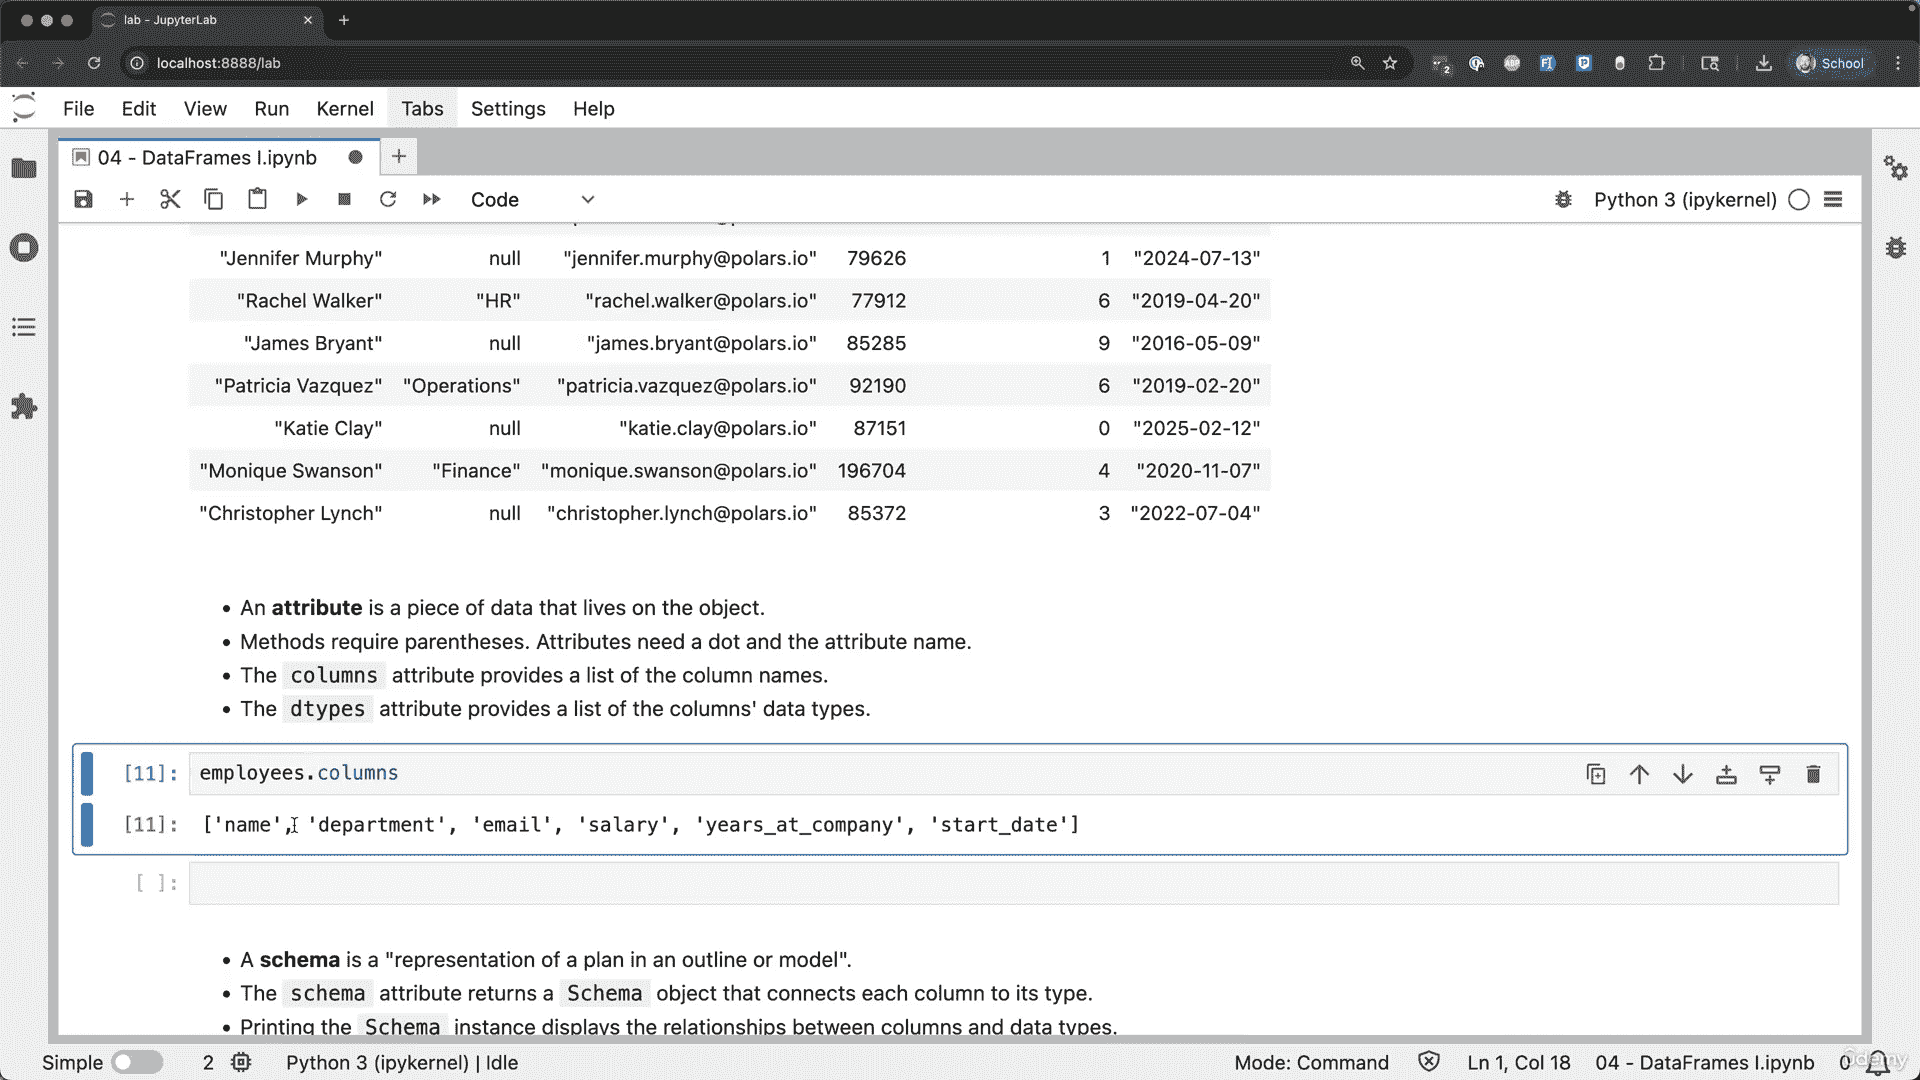 lab - JupyterLab
localhost:8888/lab
2
ABP
School
File Edit View Run Kernel Tabs Settings Help
04 - DataFrames I.ipynb
Code
Python 3 (ipykernel)
"Jennifer Murphy" null "jennifer.murphy@polars.io" 79626 1 "2024-07-13"
"Rachel Walker" "HR" "rachel.walker@polars.io" 77912 6 "2019-04-20"
"James Bryant" null "james.bryant@polars.io" 85285 9 "2016-05-09"
"Patricia Vazquez" "Operations" "patricia.vazquez@polars.io" 92190 6 "2019-02-20"
"Katie Clay" null "katie.clay@polars.io" 87151 0 "2025-02-12"
"Monique Swanson" "Finance" "monique.swanson@polars.io" 196704 4 "2020-11-07"
"Christopher Lynch" null "christopher.lynch@polars.io" 85372 3 "2022-07-04"
• An attribute is a piece of data that lives on the object.
• Methods require parentheses. Attributes need a dot and the attribute name.
• The columns attribute provides a list of the column names.
• The dtypes attribute provides a list of the columns' data types.
[11]: employees.columns
[11]: ['name', 'department', 'email', 'salary', 'years_at_company', 'start_date']
[ ]:
• A schema is a "representation of a plan in an outline or model".
• The schema attribute returns a Schema object that connects each column to its type.
• Printing the Schema instance displays the relationships between columns and data types.
Simple 2 Python 3 (ipykernel) | Idle Mode: Command Ln 1, Col 18 04 - DataFrames I.ipynb 0
Udemy